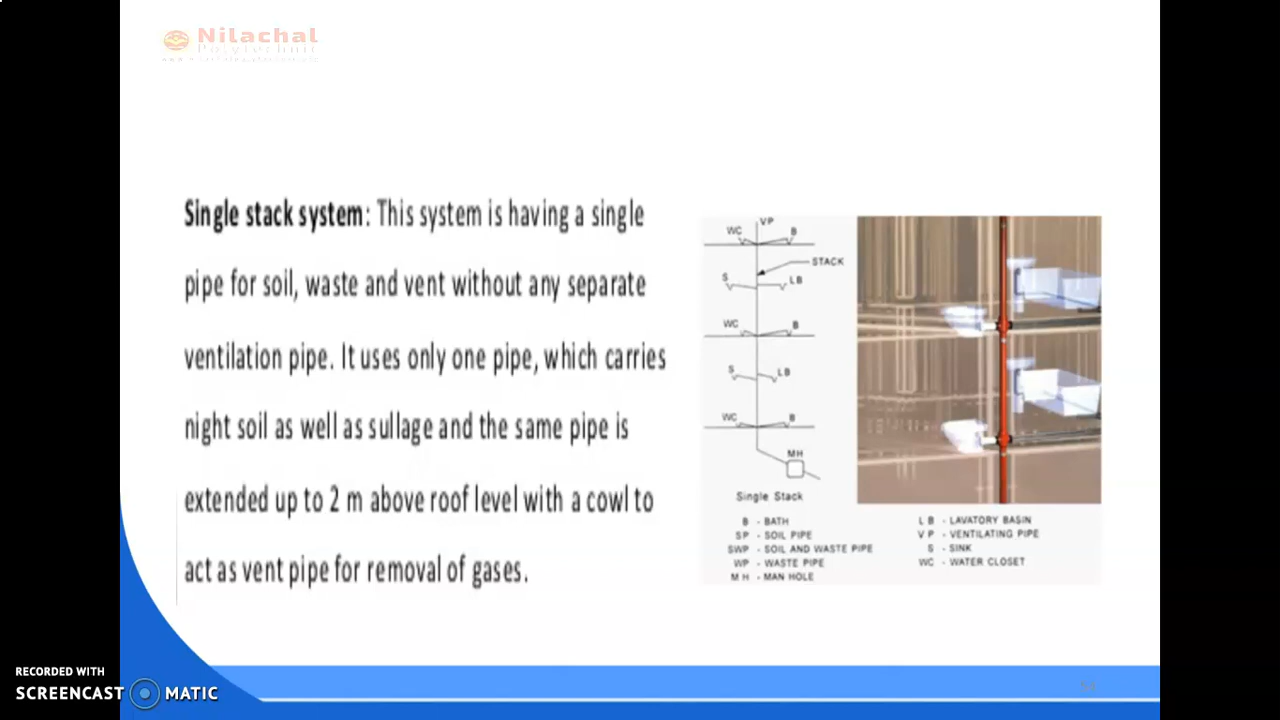 Nilachal
Polytechnic
Single stack system: This system is having a single
pipe for soil, waste and vent without any separate
ventilation pipe. It uses only one pipe, which carries
night soil as well as sullage and the same pipe is
extended up to 2 m above roof level with a cowl to
act as vent pipe for removal of gases.
VP
WC B
STACK
S LB
WC B
S LB
WC B
MH
Single Stack
B - BATH
SP - SOIL PIPE
SWP - SOIL AND WASTE PIPE
WP - WASTE PIPE
M H - MAN HOLE
L B - LAVATORY BASIN
V P - VENTILATING PIPE
S - SINK
WC - WATER CLOSET
RECORDED WITH
SCREENCAST MATIC